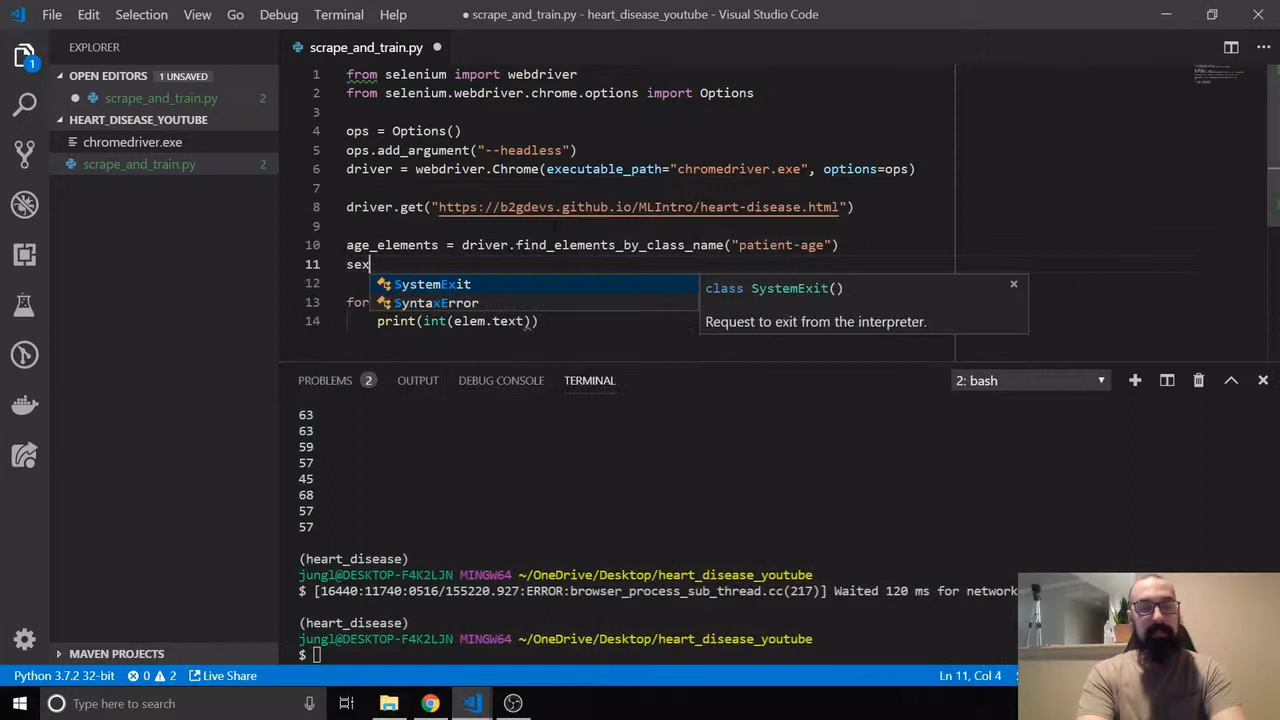 File Edit Selection View Go Debug Terminal Help
● scrape_and_train.py - heart_disease_youtube - Visual Studio Code
EXPLORER
scrape_and_train.py ●
OPEN EDITORS 1 UNSAVED
● scrape_and_train.py 2
HEART_DISEASE_YOUTUBE
chromedriver.exe
scrape_and_train.py 2
1
1 from selenium import webdriver
2 from selenium.webdriver.chrome.options import Options
3
4 ops = Options()
5 ops.add_argument("--headless")
6 driver = webdriver.Chrome(executable_path="chromedriver.exe", options=ops)
7
8 driver.get("https://b2gdevs.github.io/MLIntro/heart-disease.html")
9
10 age_elements = driver.find_elements_by_class_name("patient-age")
11 sex
12 SystemExit
class SystemExit()
13 for SyntaxError
14 print(int(elem.text))
Request to exit from the interpreter.
PROBLEMS 2 OUTPUT DEBUG CONSOLE TERMINAL
2: bash
63
63
59
57
45
68
57
57
(heart_disease)
jungl@DESKTOP-F4K2LJN MINGW64 ~/OneDrive/Desktop/heart_disease_youtube
$ [16440:11740:0516/155220.927:ERROR:browser_process_sub_thread.cc(217)] Waited 120 ms for network
(heart_disease)
jungl@DESKTOP-F4K2LJN MINGW64 ~/OneDrive/Desktop/heart_disease_youtube
$
MAVEN PROJECTS
Python 3.7.2 32-bit 0 2 Live Share
Ln 11, Col 4
Type here to search